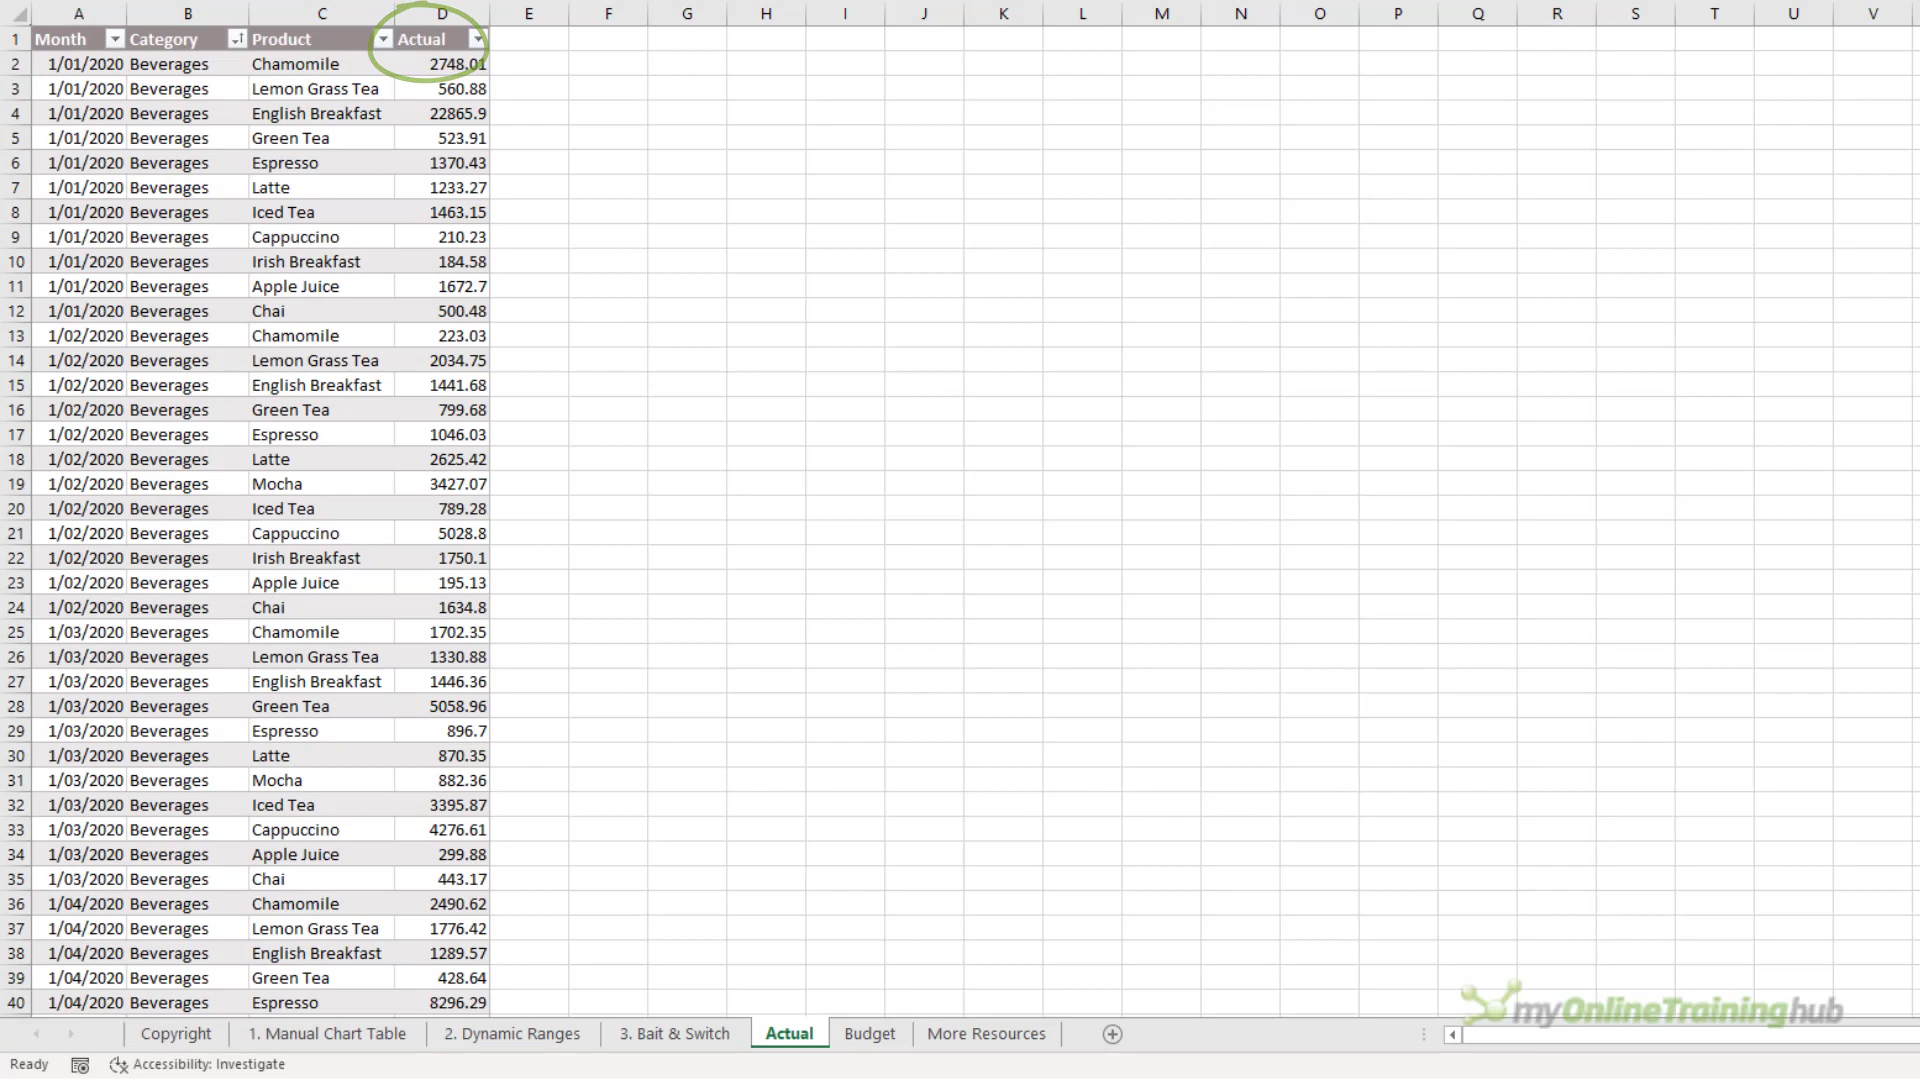 A B C D E F G H I J K L M N O P Q R S T U V
1 Month Category Product Actual
2 1/01/2020 Beverages Chamomile 2748.01
3 1/01/2020 Beverages Lemon Grass Tea 560.88
4 1/01/2020 Beverages English Breakfast 22865.9
5 1/01/2020 Beverages Green Tea 523.91
6 1/01/2020 Beverages Espresso 1370.43
7 1/01/2020 Beverages Latte 1233.27
8 1/01/2020 Beverages Iced Tea 1463.15
9 1/01/2020 Beverages Cappuccino 210.23
10 1/01/2020 Beverages Irish Breakfast 184.58
11 1/01/2020 Beverages Apple Juice 1672.7
12 1/01/2020 Beverages Chai 500.48
13 1/02/2020 Beverages Chamomile 223.03
14 1/02/2020 Beverages Lemon Grass Tea 2034.75
15 1/02/2020 Beverages English Breakfast 1441.68
16 1/02/2020 Beverages Green Tea 799.68
17 1/02/2020 Beverages Espresso 1046.03
18 1/02/2020 Beverages Latte 2625.42
19 1/02/2020 Beverages Mocha 3427.07
20 1/02/2020 Beverages Iced Tea 789.28
21 1/02/2020 Beverages Cappuccino 5028.8
22 1/02/2020 Beverages Irish Breakfast 1750.1
23 1/02/2020 Beverages Apple Juice 195.13
24 1/02/2020 Beverages Chai 1634.8
25 1/03/2020 Beverages Chamomile 1702.35
26 1/03/2020 Beverages Lemon Grass Tea 1330.88
27 1/03/2020 Beverages English Breakfast 1446.36
28 1/03/2020 Beverages Green Tea 5058.96
29 1/03/2020 Beverages Espresso 896.7
30 1/03/2020 Beverages Latte 870.35
31 1/03/2020 Beverages Mocha 882.36
32 1/03/2020 Beverages Iced Tea 3395.87
33 1/03/2020 Beverages Cappuccino 4276.61
34 1/03/2020 Beverages Apple Juice 299.88
35 1/03/2020 Beverages Chai 443.17
36 1/04/2020 Beverages Chamomile 2490.62
37 1/04/2020 Beverages Lemon Grass Tea 1776.42
38 1/04/2020 Beverages English Breakfast 1289.57
39 1/04/2020 Beverages Green Tea 428.64
40 1/04/2020 Beverages Espresso 8296.29
myOnlineTraininghub
Copyright 1. Manual Chart Table 2. Dynamic Ranges 3. Bait & Switch Actual Budget More Resources
Ready Accessibility: Investigate